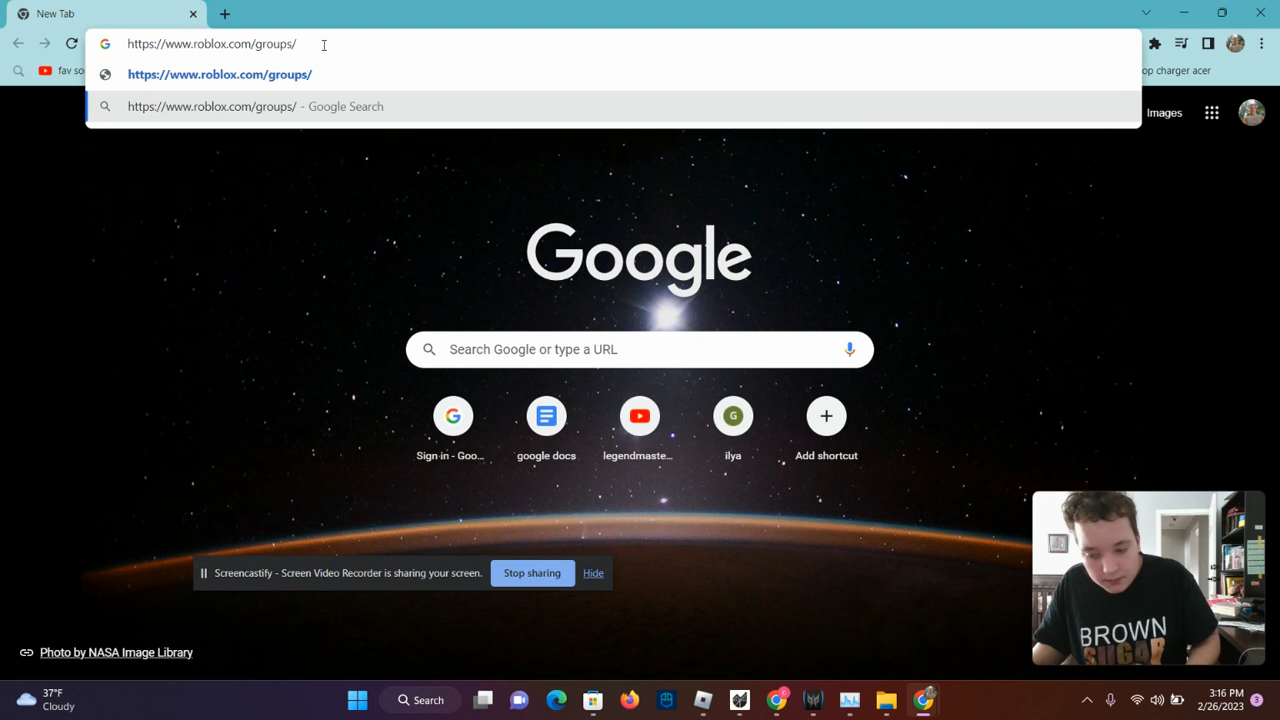 New Tab
https://www.roblox.com/groups/
https://www.roblox.com/groups/
https://www.roblox.com/groups/ - Google Search
fav so
op charger acer
Images
Google
Search Google or type a URL
G
Sign in - Goo...
google docs
legendmaste...
ilya
Add shortcut
Screencastify - Screen Video Recorder is sharing your screen.
Stop sharing
Hide
BROWN
SUGAR
Photo by NASA Image Library
37°F
Cloudy
Search
3:16 PM
2/26/2023
3